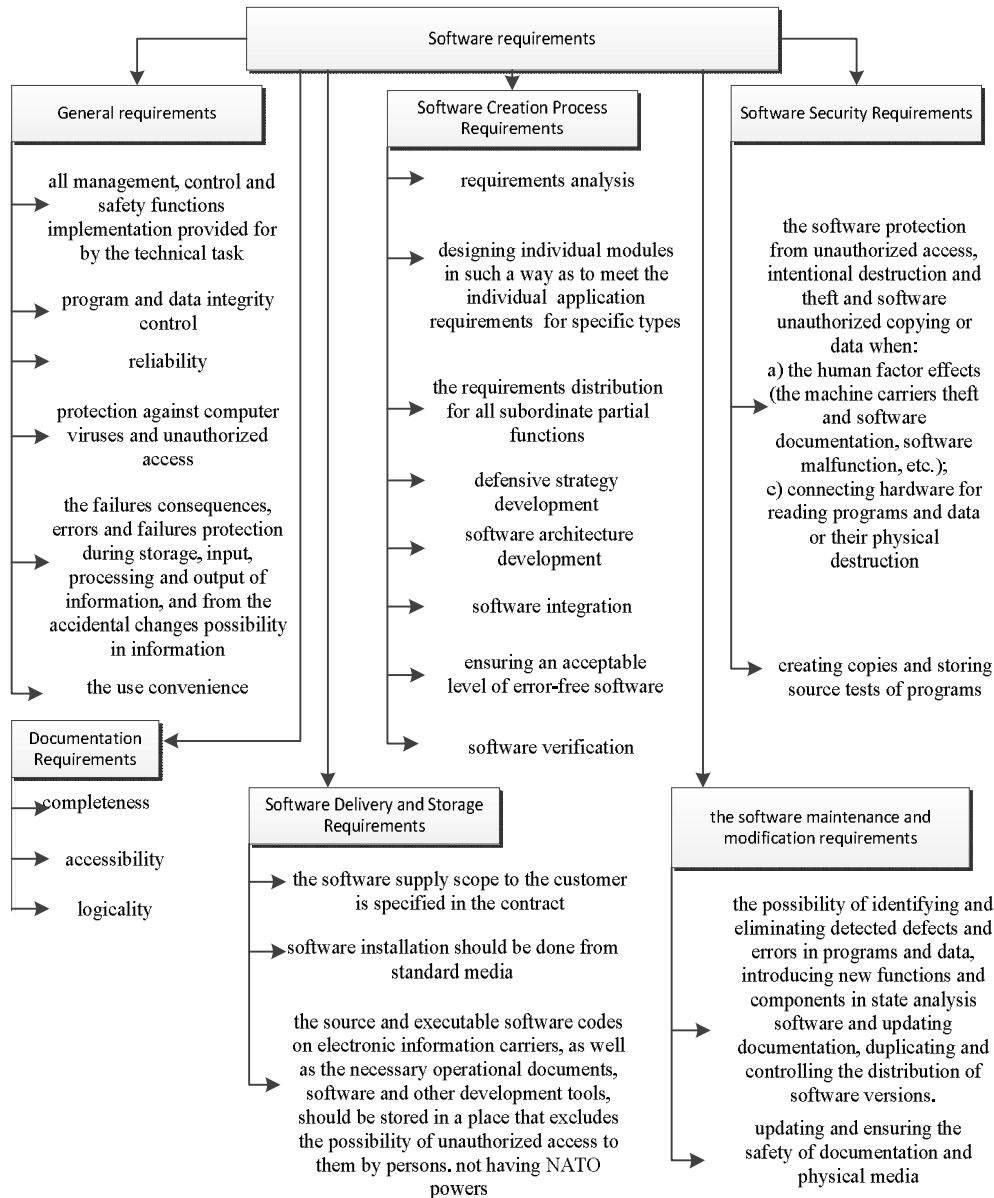 Software requirements
General requirements
all management, control and
safety functions
implementation provided for
by the technical task
program and data integrity
control
reliability
protection against computer
viruses and unauthorized
access
the failures consequences,
errors and failures protection
during storage, input,
processing and output of
information, and from the
accidental changes possibility
in information
the use convenience
Software Creation Process
Requirements
requirements analysis
designing individual modules
in such a way as to meet the
individual application
requirements for specific types
the requirements distribution
for all subordinate partial
functions
defensive strategy
development
software architecture
development
software integration
ensuring an acceptable
level of error-free software
software verification
Software Security Requirements
the software protection
from unauthorized access,
intentional destruction and
theft and software
unauthorized copying or
data when:
a) the human factor effects
(the machine carriers theft
and software
documentation, software
malfunction, etc.);
c) connecting hardware for
reading programs and data
or their physical
destruction
creating copies and storing
source tests of programs
Documentation
Requirements
completeness
accessibility
logicality
Software Delivery and Storage
Requirements
the software supply scope to the customer
is specified in the contract
software installation should be done from
standard media
the source and executable software codes
on electronic information carriers, as well
as the necessary operational documents,
software and other development tools,
should be stored in a place that excludes
the possibility of unauthorized access to
them by persons. not having NATO
powers
the software maintenance and
modification requirements
the possibility of identifying and
eliminating detected defects and
errors in programs and data,
introducing new functions and
components in state analysis
software and updating
documentation, duplicating and
controlling the distribution of
software versions.
updating and ensuring the
safety of documentation and
physical media